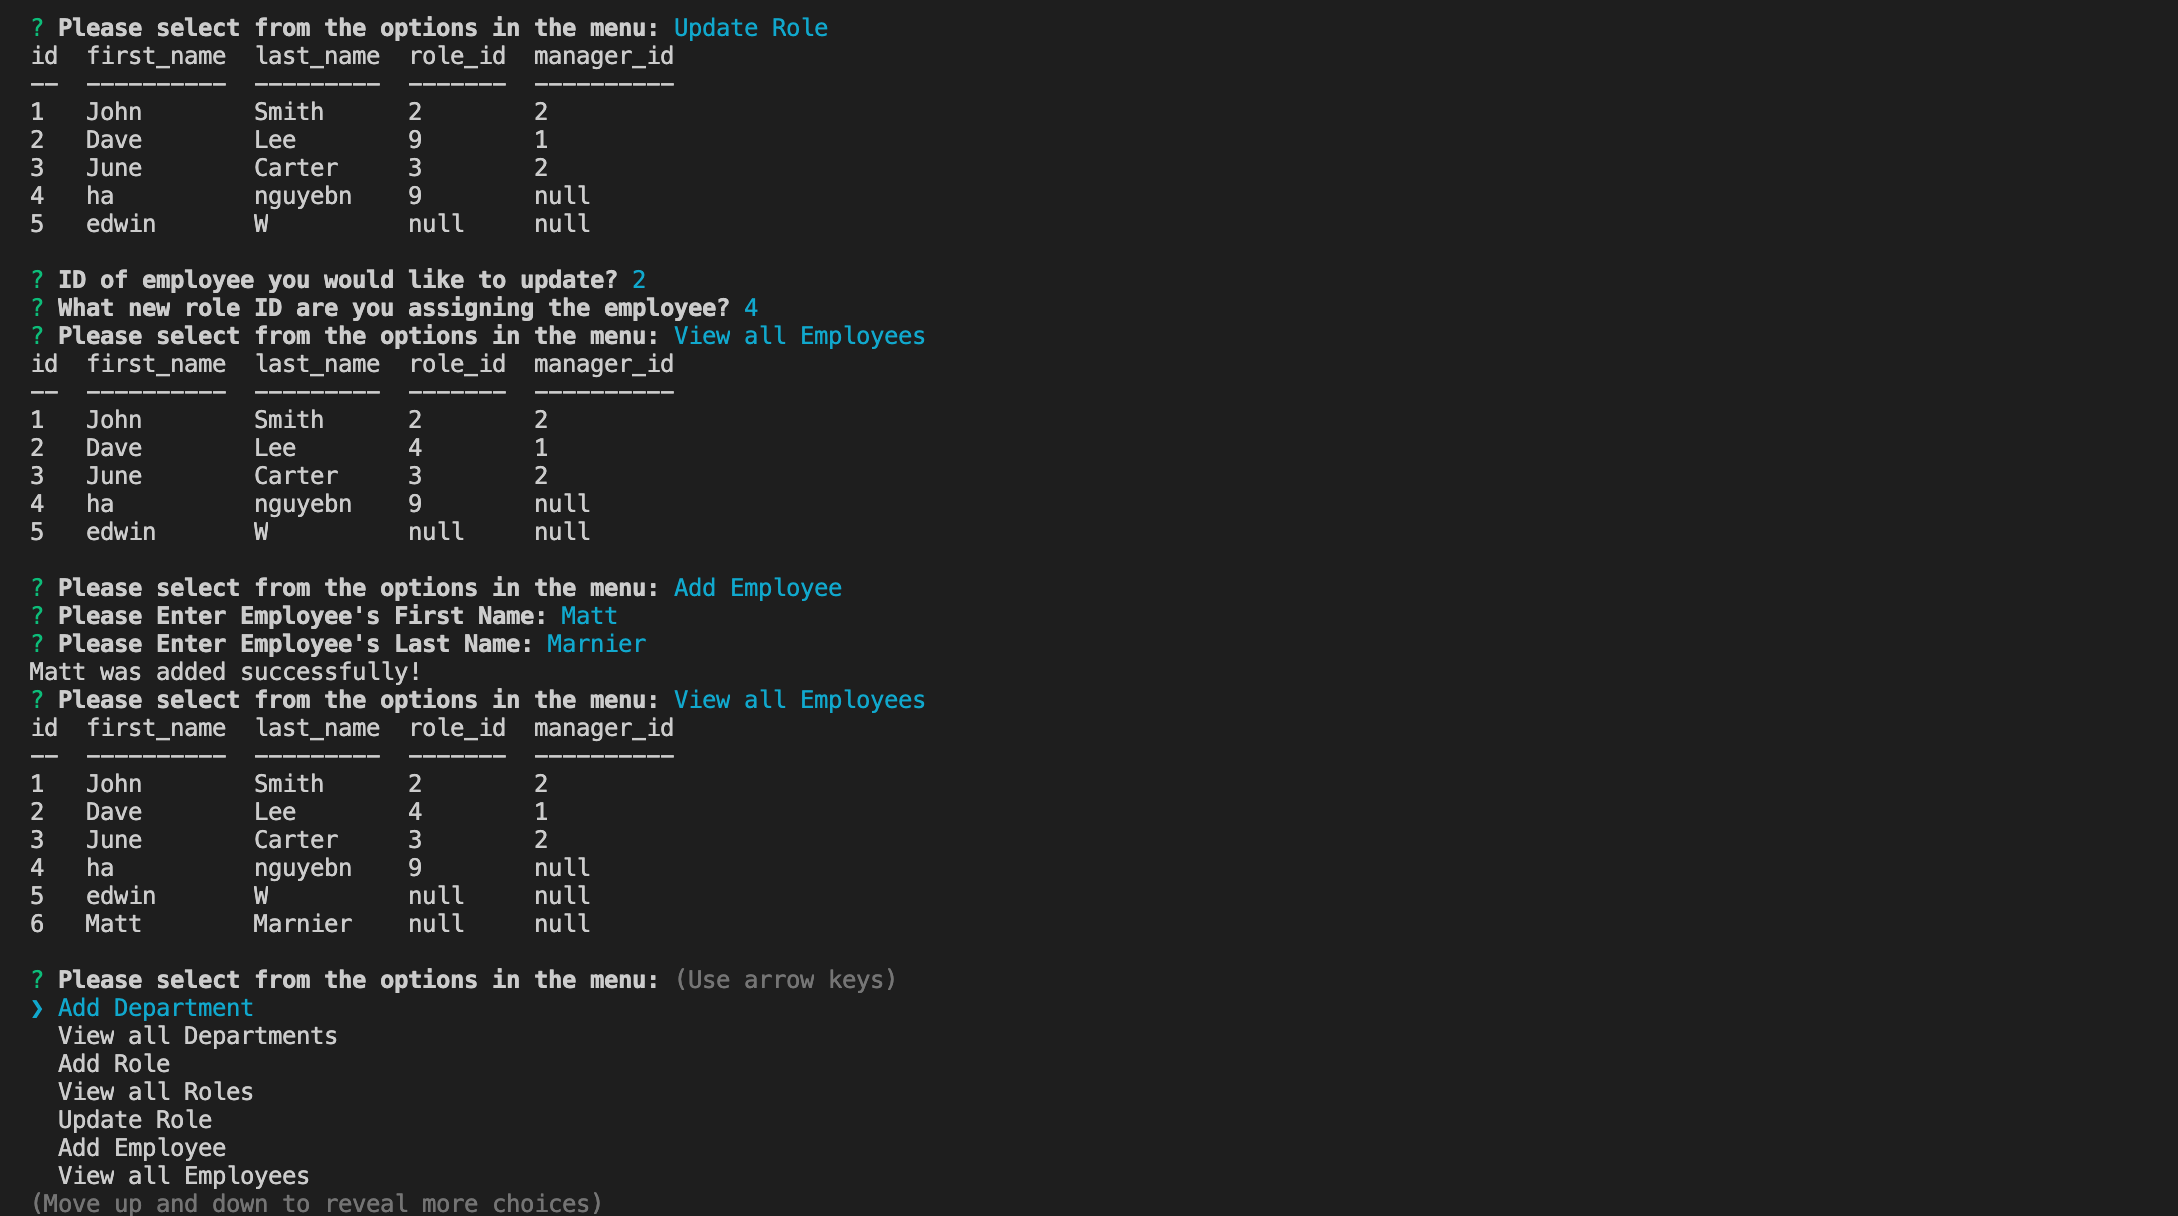 ? Please select from the options in the menu: Update Role
id  first_name  last_name  role_id  manager_id
--  ----------  ---------  -------  ----------
1   John        Smith      2        2
2   Dave        Lee        9        1
3   June        Carter     3        2
4   ha          nguyebn    9        null
5   edwin       W          null     null

? ID of employee you would like to update? 2
? What new role ID are you assigning the employee? 4
? Please select from the options in the menu: View all Employees
id  first_name  last_name  role_id  manager_id
--  ----------  ---------  -------  ----------
1   John        Smith      2        2
2   Dave        Lee        4        1
3   June        Carter     3        2
4   ha          nguyebn    9        null
5   edwin       W          null     null

? Please select from the options in the menu: Add Employee
? Please Enter Employee's First Name: Matt
? Please Enter Employee's Last Name: Marnier
Matt was added successfully!
? Please select from the options in the menu: View all Employees
id  first_name  last_name  role_id  manager_id
--  ----------  ---------  -------  ----------
1   John        Smith      2        2
2   Dave        Lee        4        1
3   June        Carter     3        2
4   ha          nguyebn    9        null
5   edwin       W          null     null
6   Matt        Marnier    null     null

? Please select from the options in the menu: (Use arrow keys)
❯ Add Department
  View all Departments
  Add Role
  View all Roles
  Update Role
  Add Employee
  View all Employees
(Move up and down to reveal more choices)